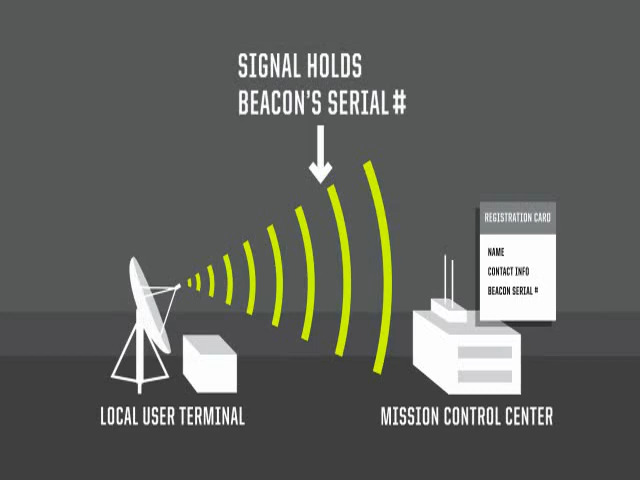 SIGNAL HOLDS
BEACON'S SERIAL #
REGISTRATION CARD
NAME
CONTACT INFO
BEACON SERIAL #
LOCAL USER TERMINAL
MISSION CONTROL CENTER